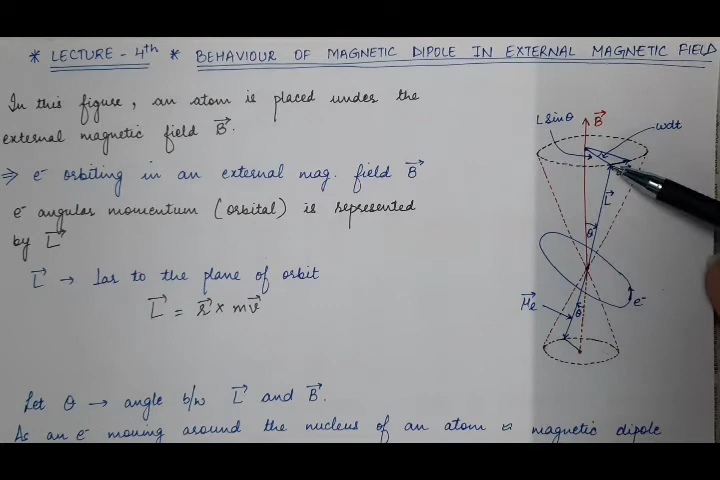 * LECTURE - 4th * BEHAVIOUR OF MAGNETIC DIPOLE IN EXTERNAL MAGNETIC FIELD
In this figure, an atom is placed under the
external magnetic field B⃗.
⇒ e⁻ orbiting in an external mag. field B⃗
e⁻ angular momentum (orbital) is represented
by L⃗
L⃗ → ⊥ar to the plane of orbit
L⃗ = r⃗ × mv⃗
Let θ → angle b/w L⃗ and B⃗.
As an e⁻ moving around the nucleus of an atom ≈ magnetic dipole
L sinθ
B⃗
ωdt
L⃗
θ
e⁻
M⃗e
θ